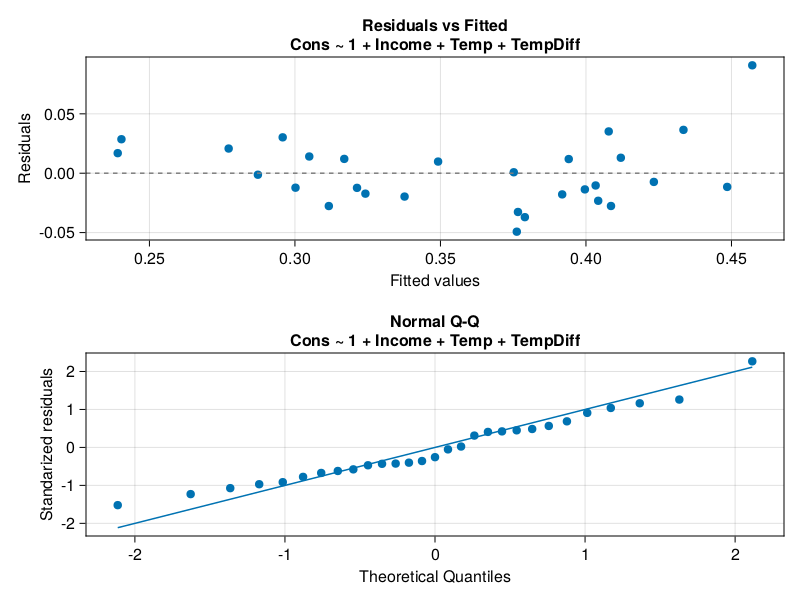 Residuals vs Fitted
Cons ~ 1 + Income + Temp + TempDiff
Residuals
0.05
0.00
-0.05
0.25 0.30 0.35 0.40 0.45
Fitted values
Normal Q-Q
Cons ~ 1 + Income + Temp + TempDiff
Standarized residuals
2
1
0
-1
-2
-2 -1 0 1 2
Theoretical Quantiles